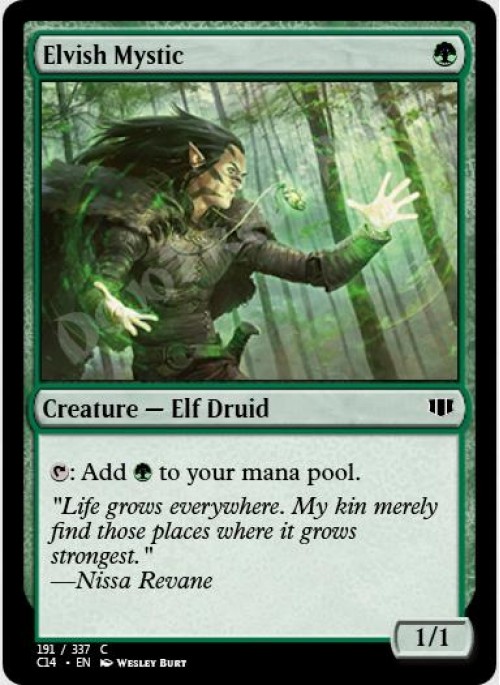 Elvish Mystic
Creature — Elf Druid
: Add to your mana pool.
"Life grows everywhere. My kin merely
find those places where it grows
strongest."
—Nissa Revane
1/1
191 / 337 C
C14 • EN Wesley Burt